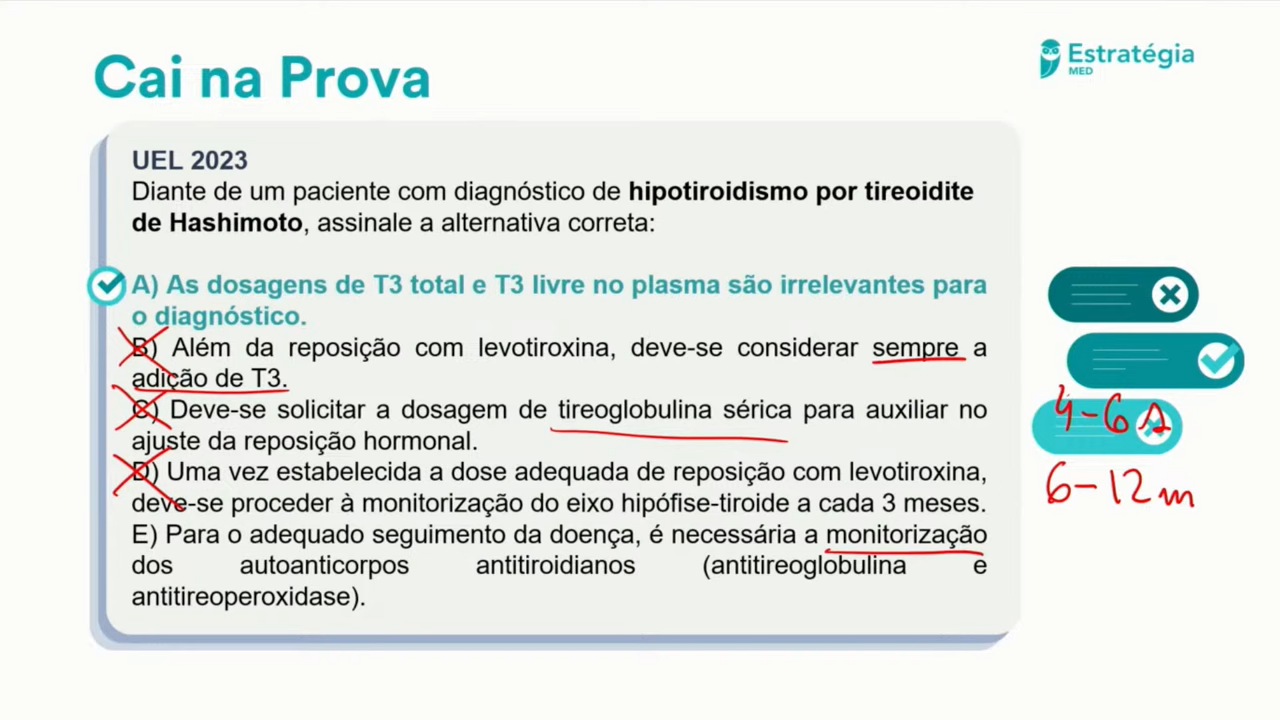 Cai na Prova
Estratégia
MED
UEL 2023
Diante de um paciente com diagnóstico de hipotiroidismo por tireoidite
de Hashimoto, assinale a alternativa correta:
A) As dosagens de T3 total e T3 livre no plasma são irrelevantes para
o diagnóstico.
B) Além da reposição com levotiroxina, deve-se considerar sempre a
adição de T3.
C) Deve-se solicitar a dosagem de tireoglobulina sérica para auxiliar no
ajuste da reposição hormonal.
D) Uma vez estabelecida a dose adequada de reposição com levotiroxina,
deve-se proceder à monitorização do eixo hipófise-tiroide a cada 3 meses.
E) Para o adequado seguimento da doença, é necessária a monitorização
dos autoanticorpos antitiroidianos (antitireoglobulina e
antitireoperoxidase).
4-6
6-12m